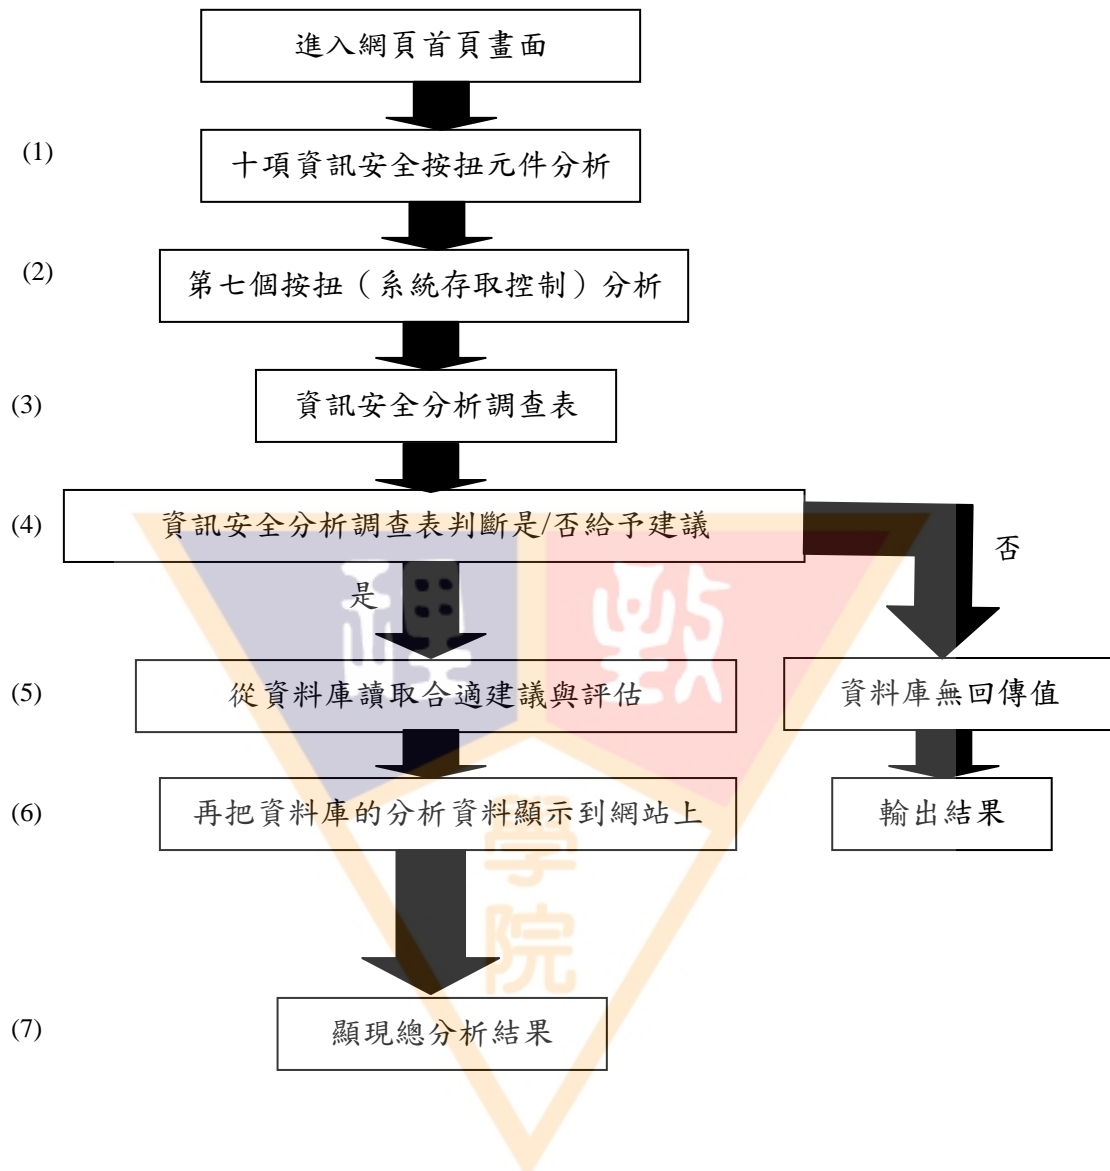 進入網頁首頁畫面
(1) 十項資訊安全按扭元件分析
(2) 第七個按扭（系統存取控制）分析
(3) 資訊安全分析調查表
(4) 資訊安全分析調查表判斷是/否給予建議
否
是
(5) 從資料庫讀取合適建議與評估 資料庫無回傳值
(6) 再把資料庫的分析資料顯示到網站上 輸出結果
學
院
(7) 顯現總分析結果